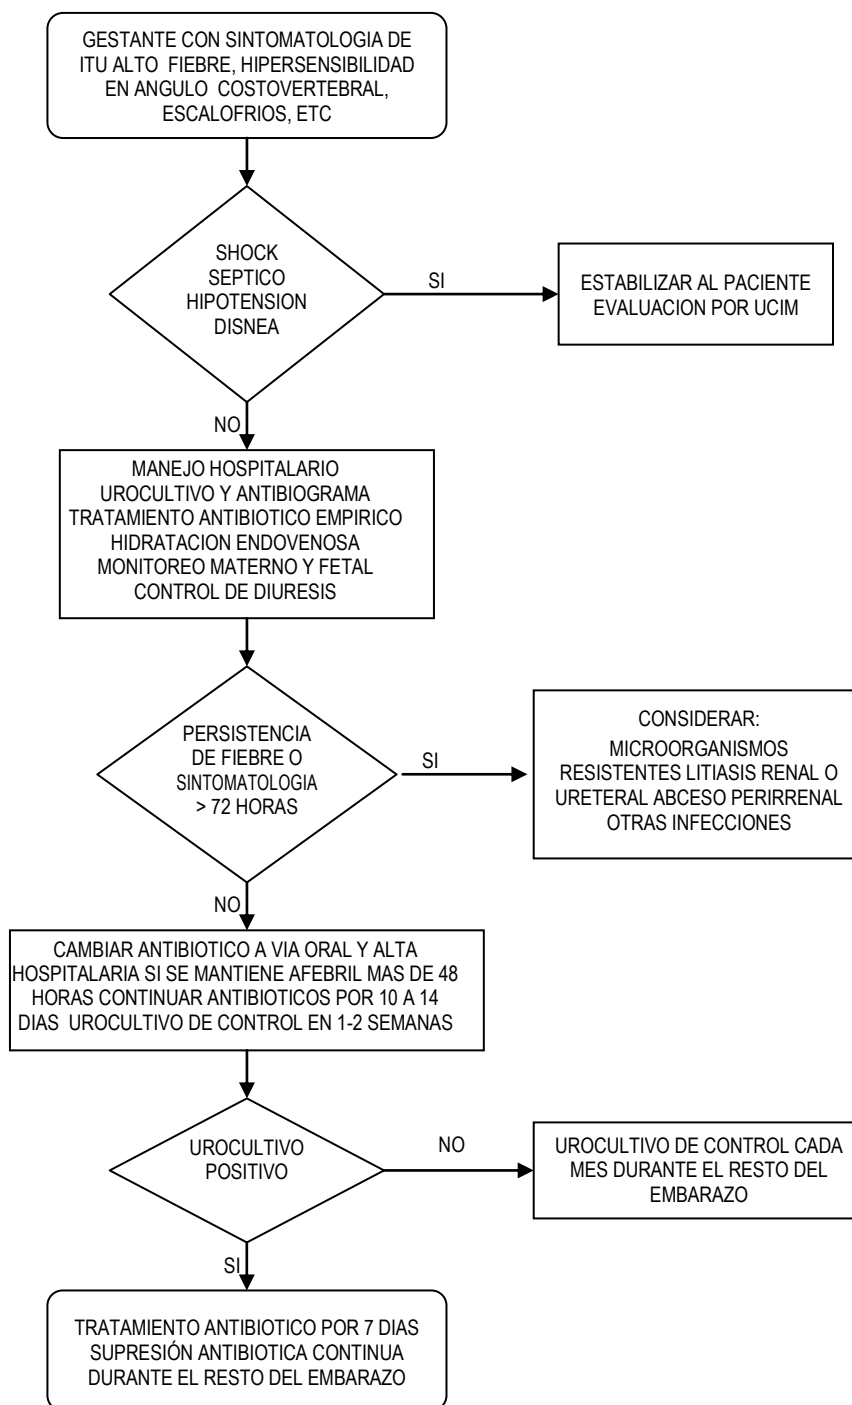 GESTANTE CON SINTOMATOLOGIA DE
ITU ALTO FIEBRE, HIPERSENSIBILIDAD
EN ANGULO COSTOVERTEBRAL,
ESCALOFRIOS, ETC
SHOCK
SEPTICO
HIPOTENSION
DISNEA
SI
ESTABILIZAR AL PACIENTE
EVALUACION POR UCIM
NO
MANEJO HOSPITALARIO
UROCULTIVO Y ANTIBIOGRAMA
TRATAMIENTO ANTIBIOTICO EMPIRICO
HIDRATACION ENDOVENOSA
MONITOREO MATERNO Y FETAL
CONTROL DE DIURESIS
PERSISTENCIA
DE FIEBRE O
SINTOMATOLOGIA
> 72 HORAS
SI
CONSIDERAR:
MICROORGANISMOS
RESISTENTES LITIASIS RENAL O
URETERAL ABCESO PERIRRENAL
OTRAS INFECCIONES
NO
CAMBIAR ANTIBIOTICO A VIA ORAL Y ALTA
HOSPITALARIA SI SE MANTIENE AFEBRIL MAS DE 48
HORAS CONTINUAR ANTIBIOTICOS POR 10 A 14
DIAS UROCULTIVO DE CONTROL EN 1-2 SEMANAS
UROCULTIVO
POSITIVO
NO
UROCULTIVO DE CONTROL CADA
MES DURANTE EL RESTO DEL
EMBARAZO
SI
TRATAMIENTO ANTIBIOTICO POR 7 DIAS
SUPRESIÓN ANTIBIOTICA CONTINUA
DURANTE EL RESTO DEL EMBARAZO